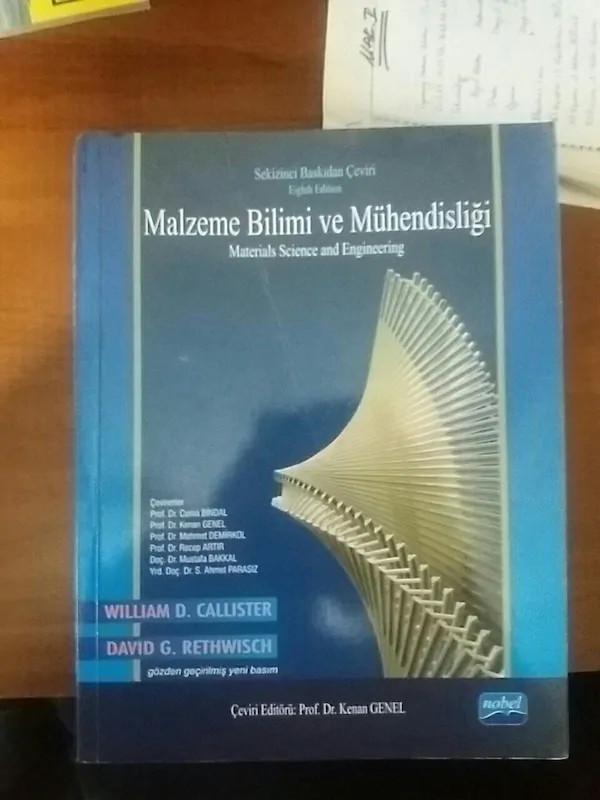 MAL. I
Sekizinci Baskıdan Çeviri
Eighth Edition
Malzeme Bilimi ve Mühendisliği
Materials Science and Engineering
Çevirenler
Prof. Dr. Cuma BİNDAL
Prof. Dr. Kenan GENEL
Prof. Dr. Mehmet DEMİRKOL
Prof. Dr. Recep ARTIR
Doç. Dr. Mustafa BAKKAL
Yrd. Doç. Dr. S. Ahmet PARASIZ
WILLIAM D. CALLISTER
DAVID G. RETHWISCH
gözden geçirilmiş yeni basım
Çeviri Editörü: Prof. Dr. Kenan GENEL
nobel